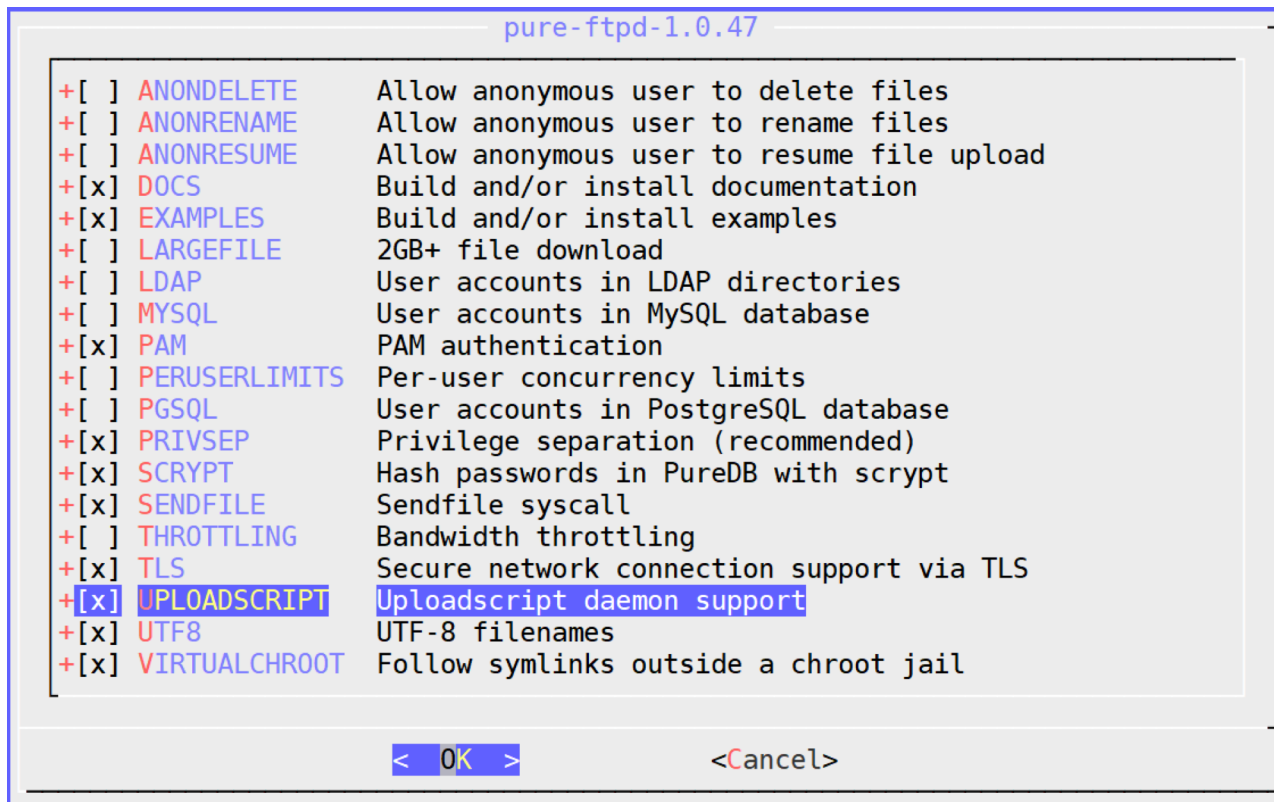 pure-ftpd-1.0.47
+[ ] ANONDELETE Allow anonymous user to delete files
+[ ] ANONRENAME Allow anonymous user to rename files
+[ ] ANONRESUME Allow anonymous user to resume file upload
+[x] DOCS Build and/or install documentation
+[x] EXAMPLES Build and/or install examples
+[ ] LARGEFILE 2GB+ file download
+[ ] LDAP User accounts in LDAP directories
+[ ] MYSQL User accounts in MySQL database
+[x] PAM PAM authentication
+[ ] PERUSERLIMITS Per-user concurrency limits
+[ ] PGSQL User accounts in PostgreSQL database
+[x] PRIVSEP Privilege separation (recommended)
+[x] SCRYPT Hash passwords in PureDB with scrypt
+[x] SENDFILE Sendfile syscall
+[ ] THROTTLING Bandwidth throttling
+[x] TLS Secure network connection support via TLS
+[x] UPLOADSCRIPT Uploadscript daemon support
+[x] UTF8 UTF-8 filenames
+[x] VIRTUALCHROOT Follow symlinks outside a chroot jail
< OK > <Cancel>